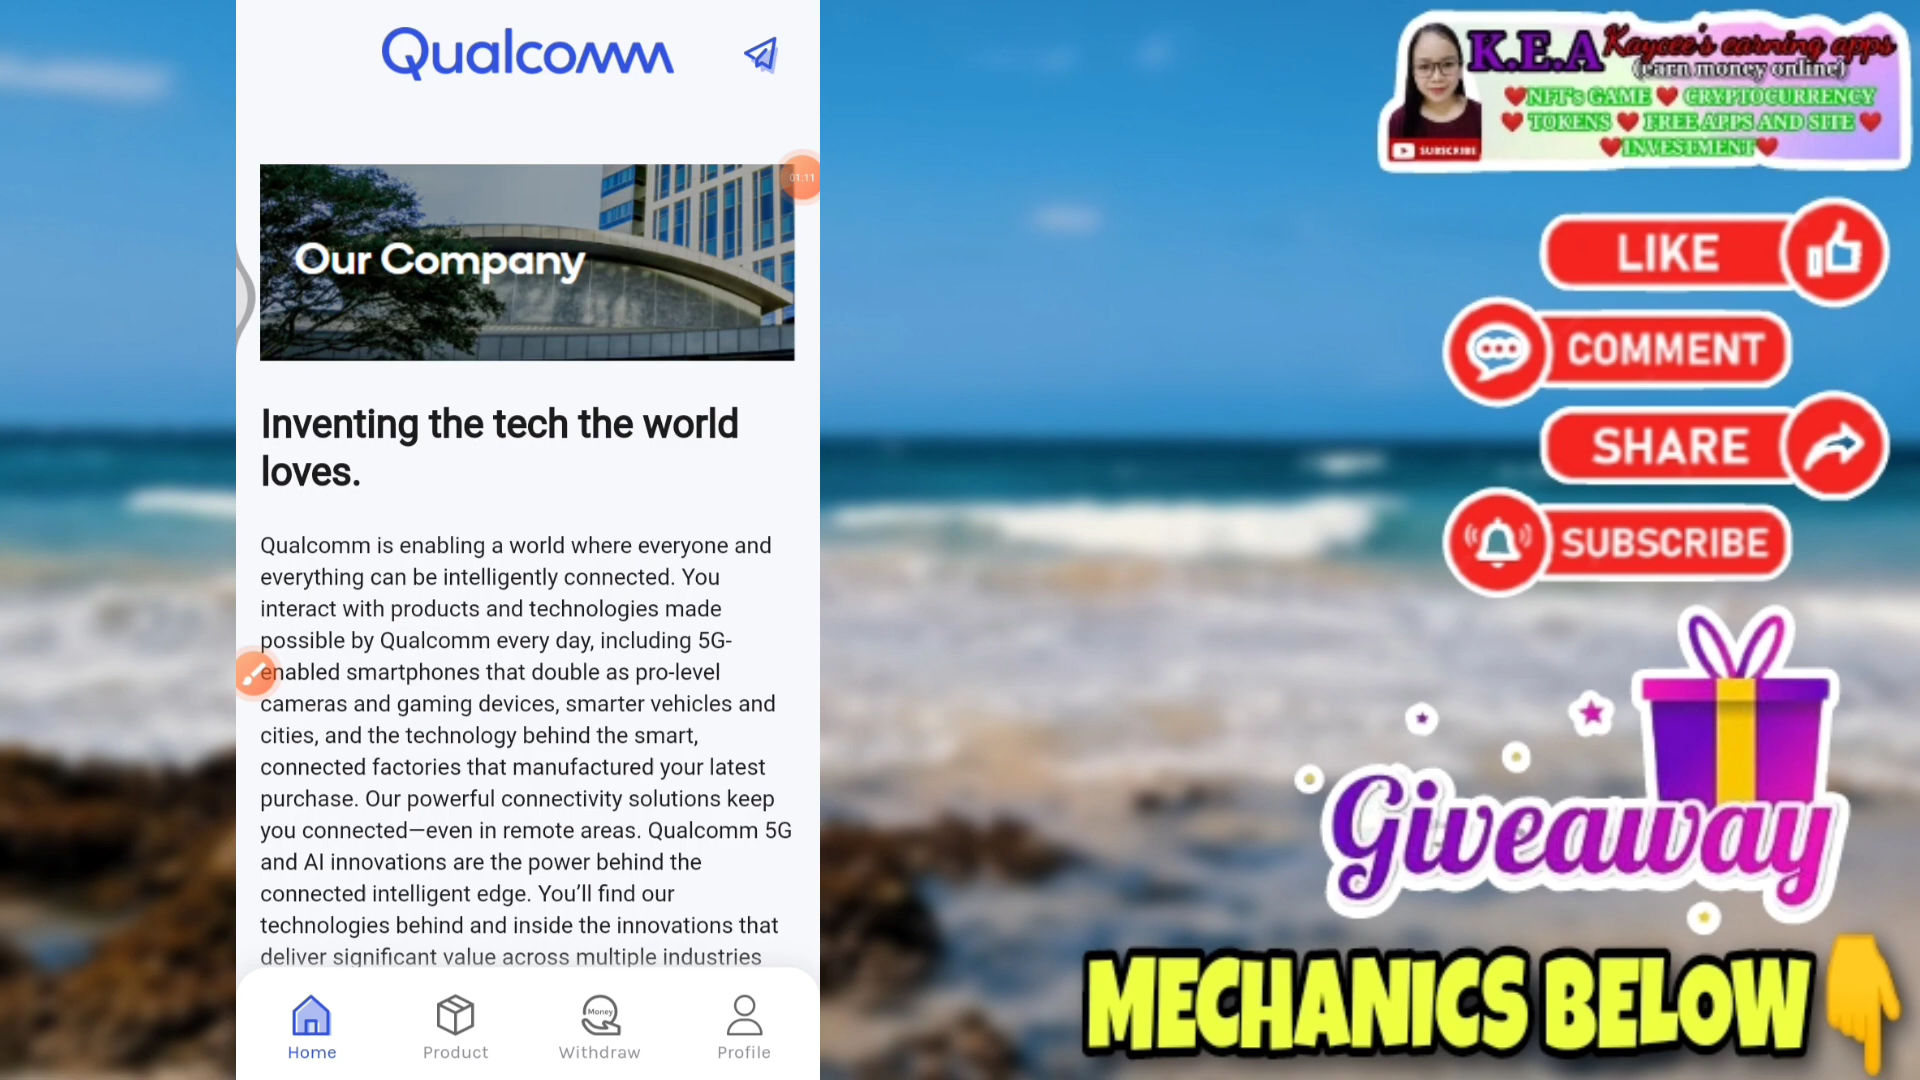 Qualcomm
01:11
Our Company
Inventing the tech the world
loves.
Qualcomm is enabling a world where everyone and
everything can be intelligently connected. You
interact with products and technologies made
possible by Qualcomm every day, including 5G-
enabled smartphones that double as pro-level
cameras and gaming devices, smarter vehicles and
cities, and the technology behind the smart,
connected factories that manufactured your latest
purchase. Our powerful connectivity solutions keep
you connected—even in remote areas. Qualcomm 5G
and AI innovations are the power behind the
connected intelligent edge. You’ll find our
technologies behind and inside the innovations that
deliver significant value across multiple industries
Home
Product
Money
Withdraw
Profile
K.E.A Kaycee's earning apps
(earn money online)
NFT's GAME CRYPTOCURRENCY
TOKENS FREE APPS AND SITE
INVESTMENT
SUBSCRIBE
LIKE
COMMENT
SHARE
SUBSCRIBE
Giveaway
MECHANICS BELOW